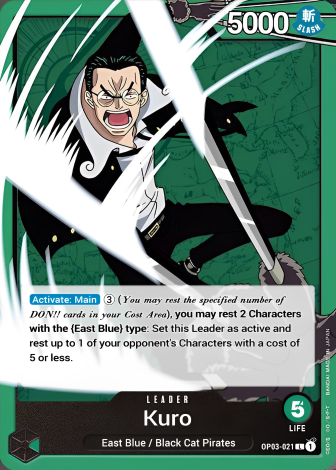 5000
斬
SLASH
Activate: Main ③ (You may rest the specified number of
DON!! cards in your Cost Area), you may rest 2 Characters
with the {East Blue} type: Set this Leader as active and
rest up to 1 of your opponent's Characters with a cost of
5 or less.
LEADER
Kuro
5
LIFE
East Blue / Black Cat Pirates
OP03-021 L 1